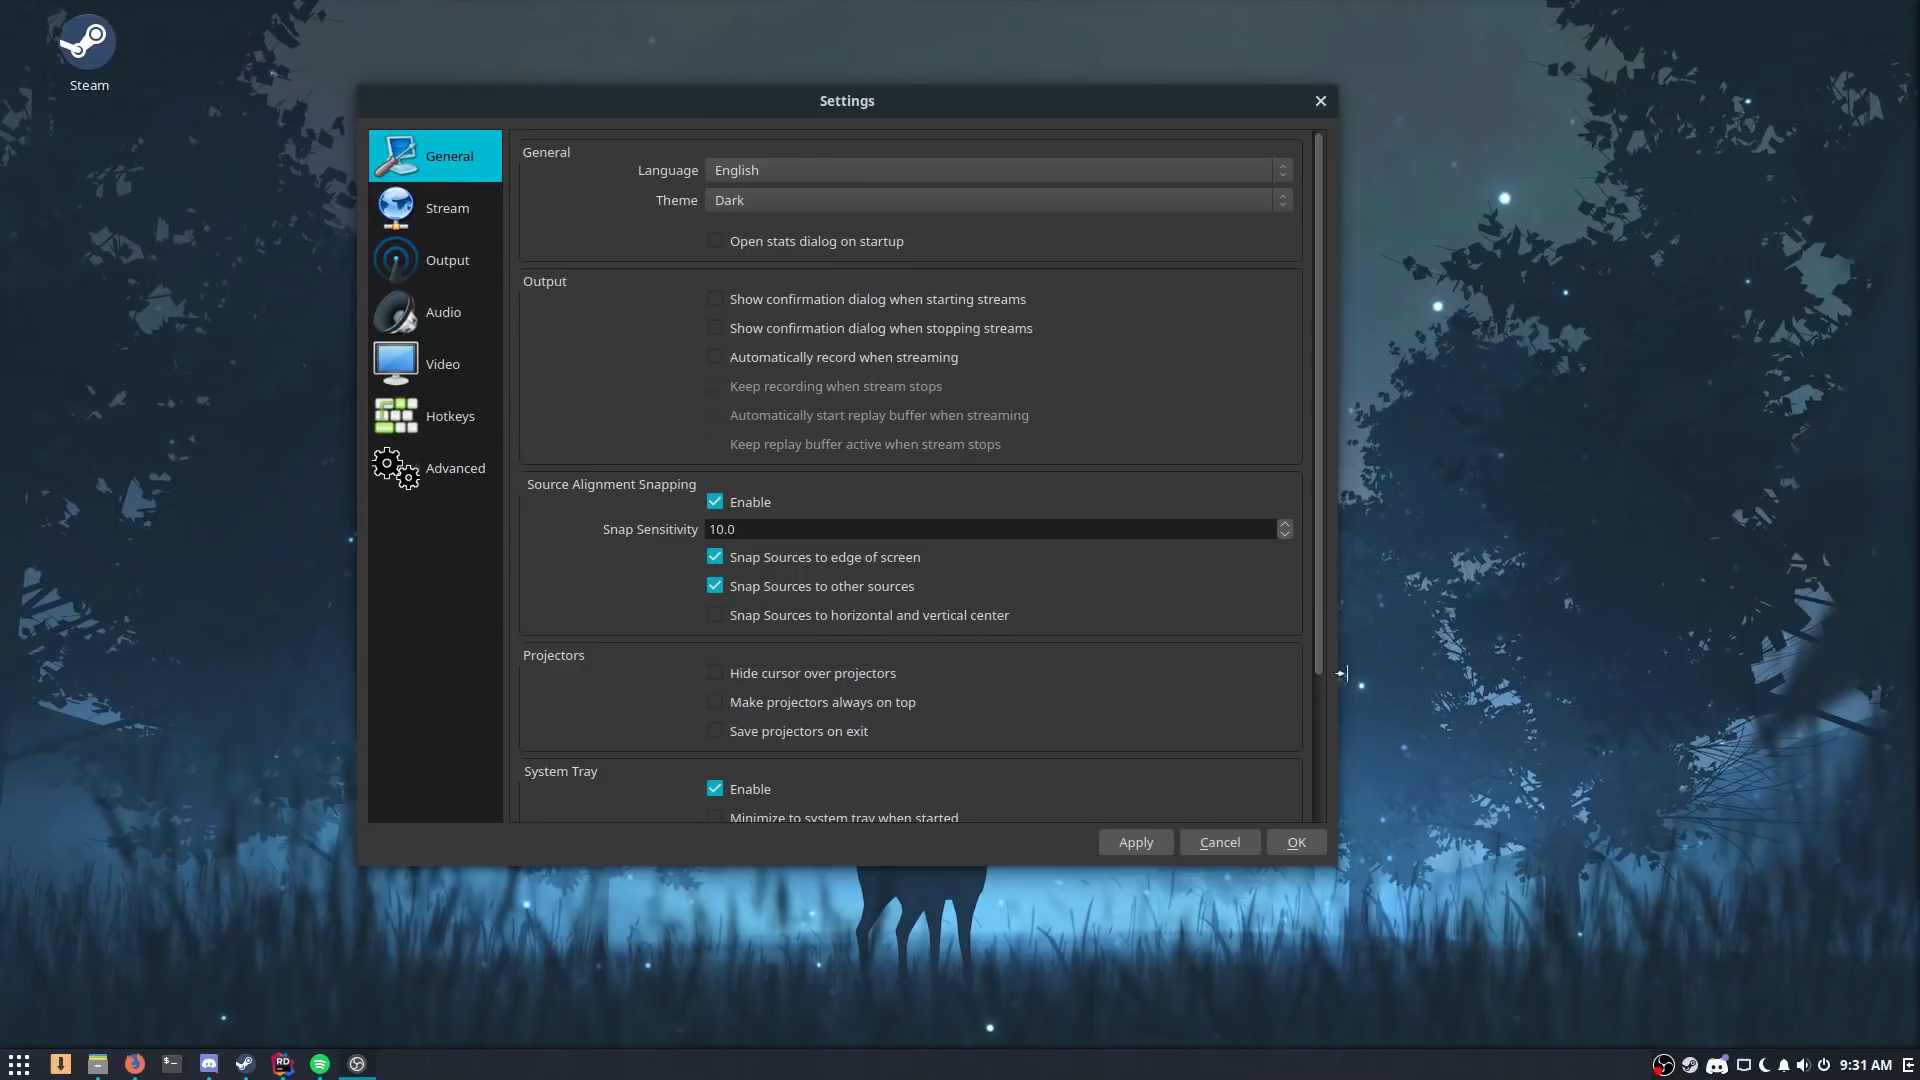 Steam
Settings
General
Stream
Output
Audio
Video
Hotkeys
Advanced
General
Language English
Theme Dark
Open stats dialog on startup
Output
Show confirmation dialog when starting streams
Show confirmation dialog when stopping streams
Automatically record when streaming
Keep recording when stream stops
Automatically start replay buffer when streaming
Keep replay buffer active when stream stops
Source Alignment Snapping
Enable
Snap Sensitivity 10.0
Snap Sources to edge of screen
Snap Sources to other sources
Snap Sources to horizontal and vertical center
Projectors
Hide cursor over projectors
Make projectors always on top
Save projectors on exit
System Tray
Enable
Minimize to system tray when started
Apply Cancel OK
$- RD 9:31 AM